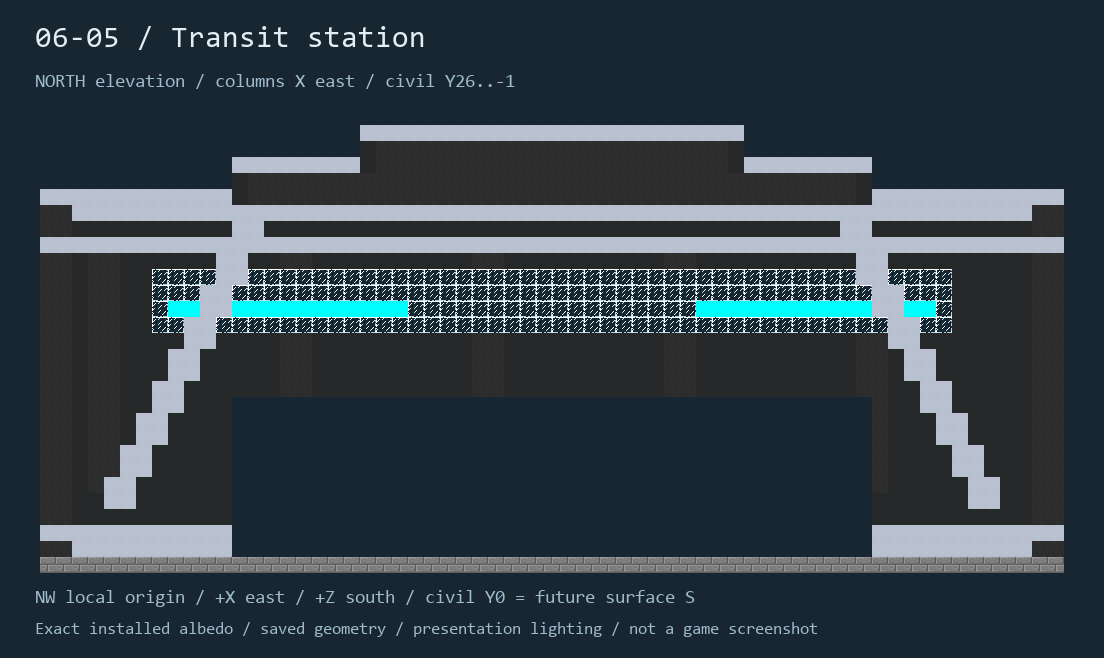 06-05 / Transit station
NORTH elevation / columns X east / civil Y26..-1
NW local origin / +X east / +Z south / civil Y0 = future surface S
Exact installed albedo / saved geometry / presentation lighting / not a game screenshot